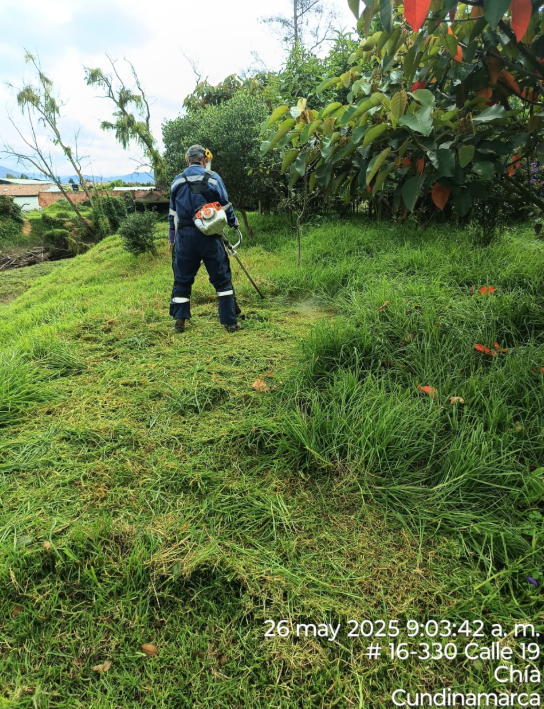 26 may 2025 9:03:42 a. m.
# 16-330 Calle 19
Chía
Cundinamarca